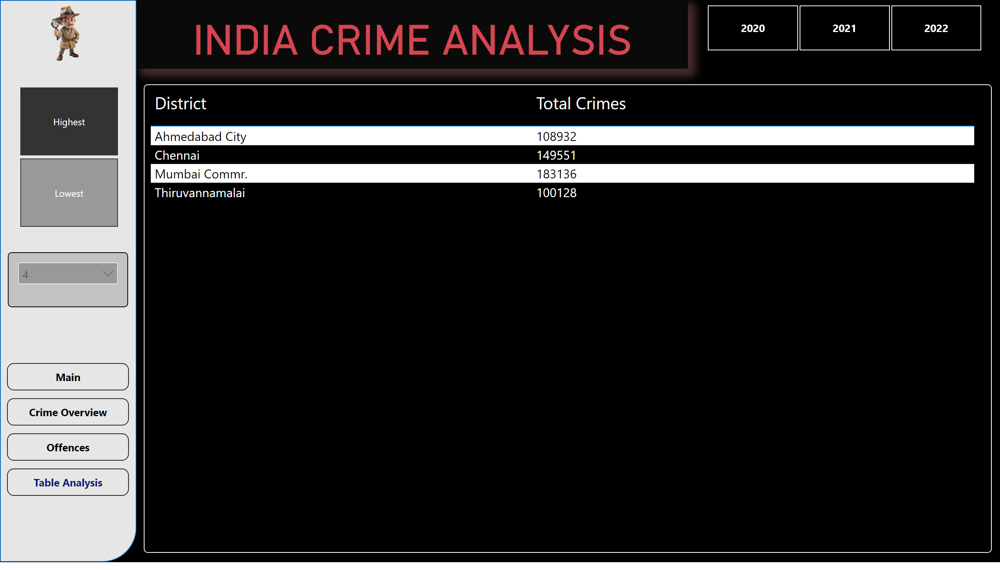 INDIA CRIME ANALYSIS
2020 2021 2022
Highest
Lowest
4
Main
Crime Overview
Offences
Table Analysis
District Total Crimes
Ahmedabad City 108932
Chennai 149551
Mumbai Commr. 183136
Thiruvannamalai 100128